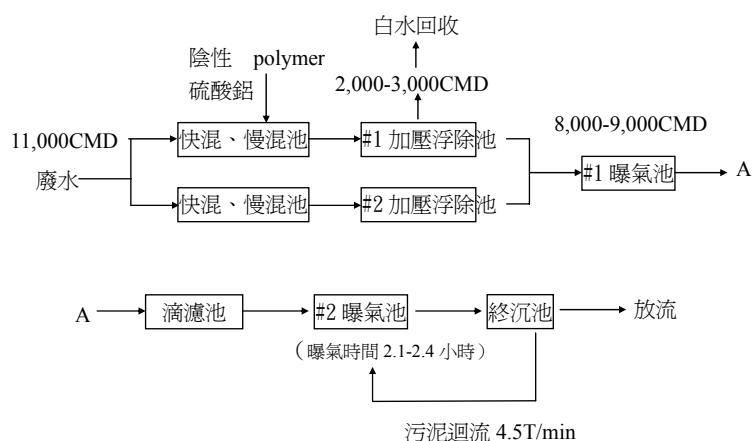 白水回收
陰性 polymer
硫酸鋁
2,000-3,000CMD
11,000CMD
快混、慢混池
#1 加壓浮除池
8,000-9,000CMD
廢水
#1 曝氣池
A
快混、慢混池
#2 加壓浮除池
A
滴濾池
#2 曝氣池
終沉池
放流
（曝氣時間 2.1-2.4 小時）
污泥迴流 4.5T/min